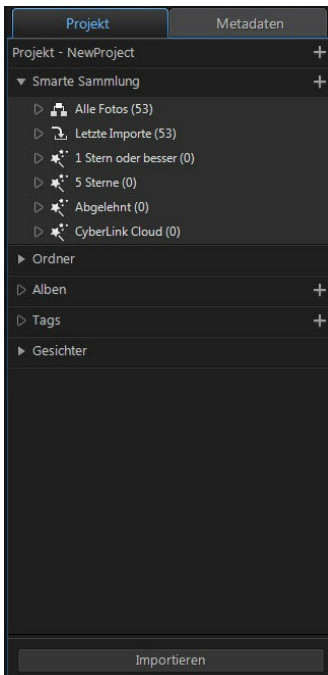 Projekt Metadaten
Projekt - NewProject +
Smarte Sammlung +
Alle Fotos (53)
Letzte Importe (53)
1 Stern oder besser (0)
5 Sterne (0)
Abgelehnt (0)
CyberLink Cloud (0)
Ordner
Alben +
Tags +
Gesichter
Importieren